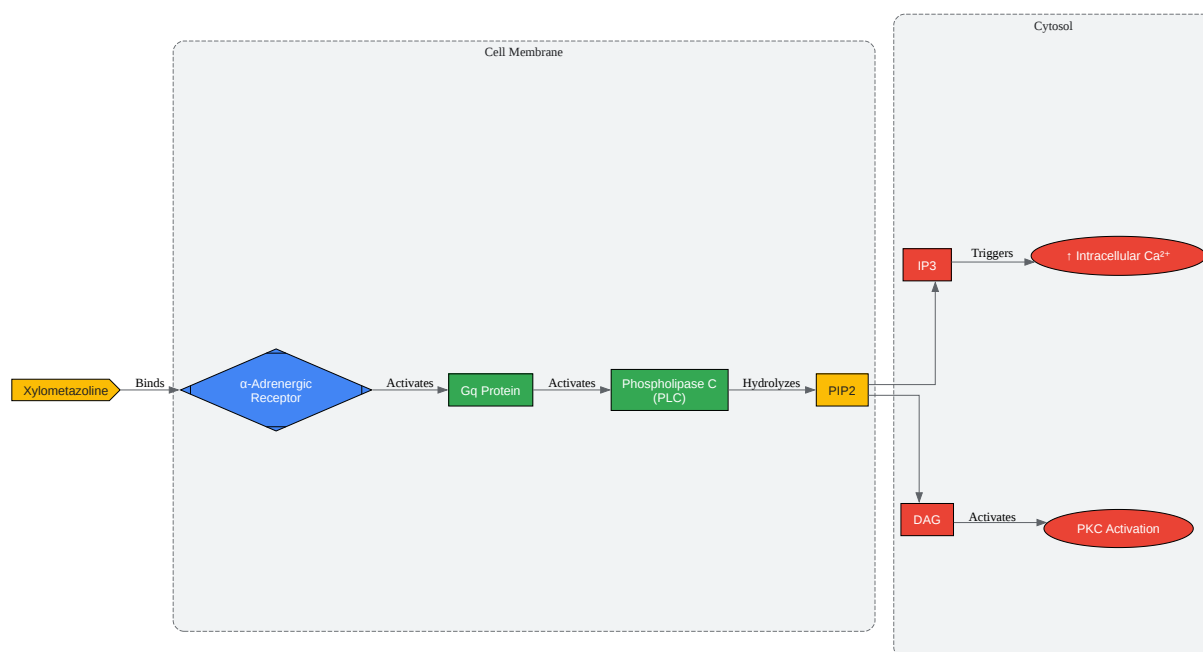 Cell Membrane
Cytosol
Xylometazoline
Binds
α-Adrenergic
Receptor
Activates
Gq Protein
Activates
Phospholipase C
(PLC)
Hydrolyzes
PIP2
IP3
Triggers
↑ Intracellular Ca²⁺
DAG
Activates
PKC Activation